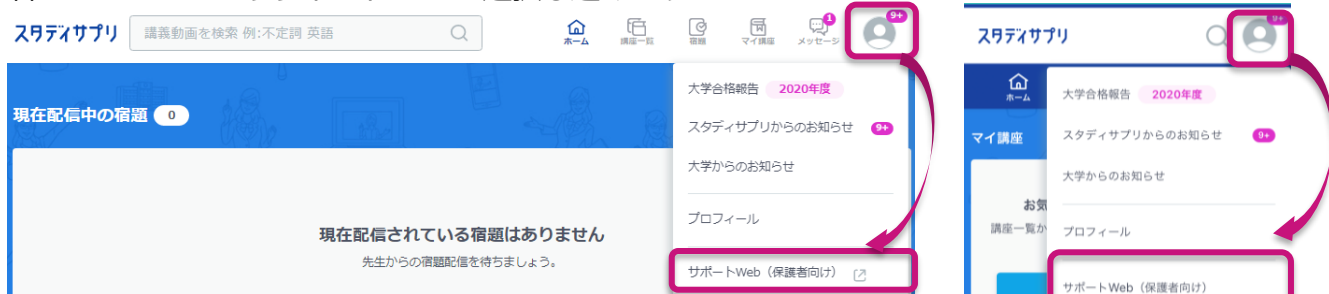 スタディサプリ
講義動画を検索 例:不定詞 英語
ホーム
講座一覧
宿題
マイ講座
メッセージ
1
9+
現在配信中の宿題 0
大学合格報告 2020年度
スタディサプリからのお知らせ 9+
大学からのお知らせ
プロフィール
サポートWeb（保護者向け）
現在配信されている宿題はありません
先生からの宿題配信を待ちましょう。
スタディサプリ
9+
ホーム
マイ講座
お気
講座一覧か
大学合格報告 2020年度
スタディサプリからのお知らせ 9+
大学からのお知らせ
プロフィール
サポートWeb（保護者向け）